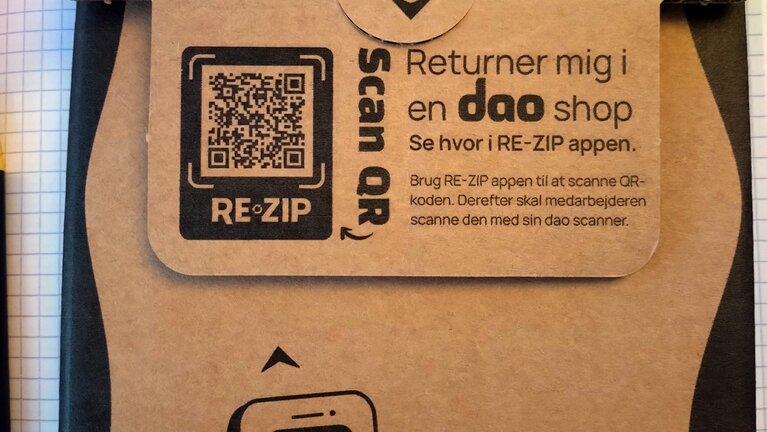 Scan QR
RE-ZIP
Returner mig i
en dao shop
Se hvor i RE-ZIP appen.
Brug RE-ZIP appen til at scanne QR-
koden. Derefter skal medarbejderen
scanne den med sin dao scanner.